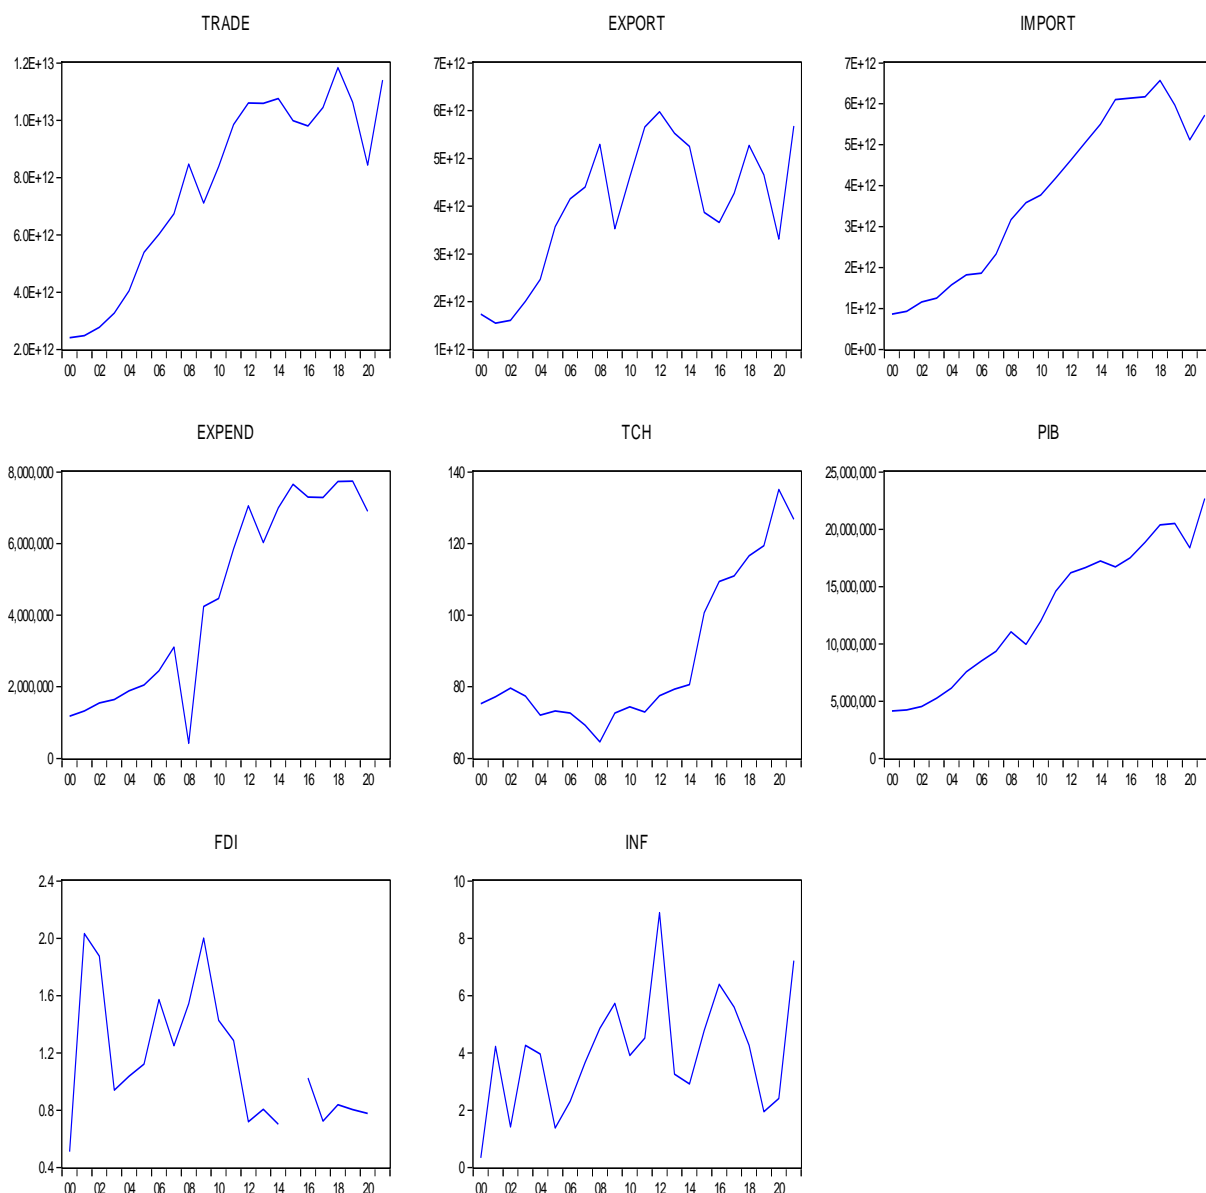 TRADE
1.2E+13
1.0E+13
8.0E+12
6.0E+12
4.0E+12
2.0E+12
00 02 04 06 08 10 12 14 16 18 20
EXPORT
7E+12
6E+12
5E+12
4E+12
3E+12
2E+12
1E+12
00 02 04 06 08 10 12 14 16 18 20
IMPORT
7E+12
6E+12
5E+12
4E+12
3E+12
2E+12
1E+12
0E+00
00 02 04 06 08 10 12 14 16 18 20
EXPEND
8,000,000
6,000,000
4,000,000
2,000,000
0
00 02 04 06 08 10 12 14 16 18 20
TCH
140
120
100
80
60
00 02 04 06 08 10 12 14 16 18 20
PIB
25,000,000
20,000,000
15,000,000
10,000,000
5,000,000
0
00 02 04 06 08 10 12 14 16 18 20
FDI
2.4
2.0
1.6
1.2
0.8
0.4
00 02 04 06 08 10 12 14 16 18 20
INF
10
8
6
4
2
0
00 02 04 06 08 10 12 14 16 18 20